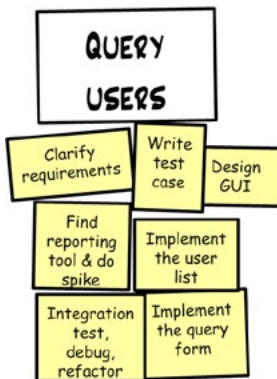 QUERY
USERS
Clarify
requirements
Write
test
case
Design
GUI
Find
reporting
tool & do
spike
Implement
the user
list
Integration
test,
debug,
refactor
Implement
the query
form